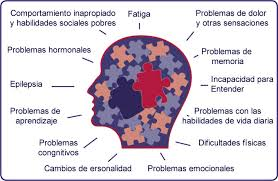 Comportamiento inapropiado
y habilidades sociales pobres
Fatiga
Problemas de dolor
y otras sensaciones
Problemas hormonales
Problemas de
memoria
Epilepsia
Incapacidad para
Entender
Problemas de
aprendizaje
Problemas con las
habilidades de vida diaria
Problemas
congnitivos
Dificultades físicas
Cambios de ersonalidad
Problemas emocionales